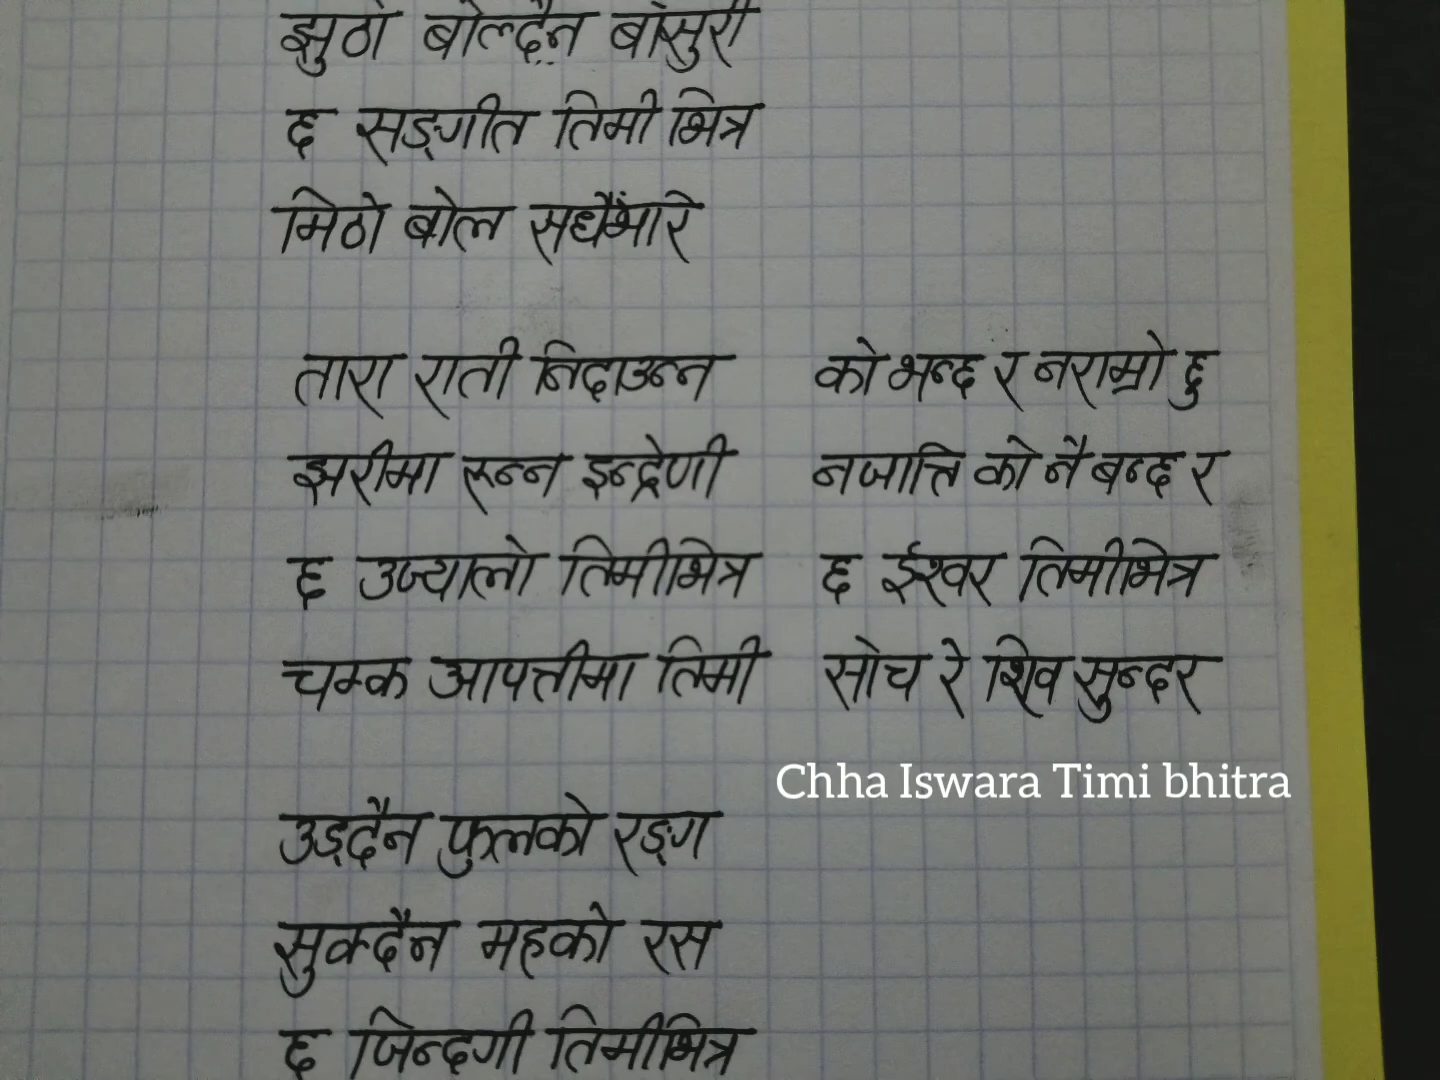 झुठो बोल्दैन बाँसुरी
छ सङ्गीत तिमी भित्र
मिठो बोल सधैंभरि
तारा राती निदाउन्न
झरीमा रून्न इन्द्रेणी
छ उज्यालो तिमीभित्र
चम्क आपत्तीमा तिमी
को भन्छ र नराम्रो छु
नजाति को नै बन्छ र
छ ईश्वर तिमीभित्र
सोच रे शिव सुन्दर
Chha Iswara Timi bhitra
उड्दैन फुलको रङ्ग
सुक्दैन महको रस
छ जिन्दगी तिमीभित्र